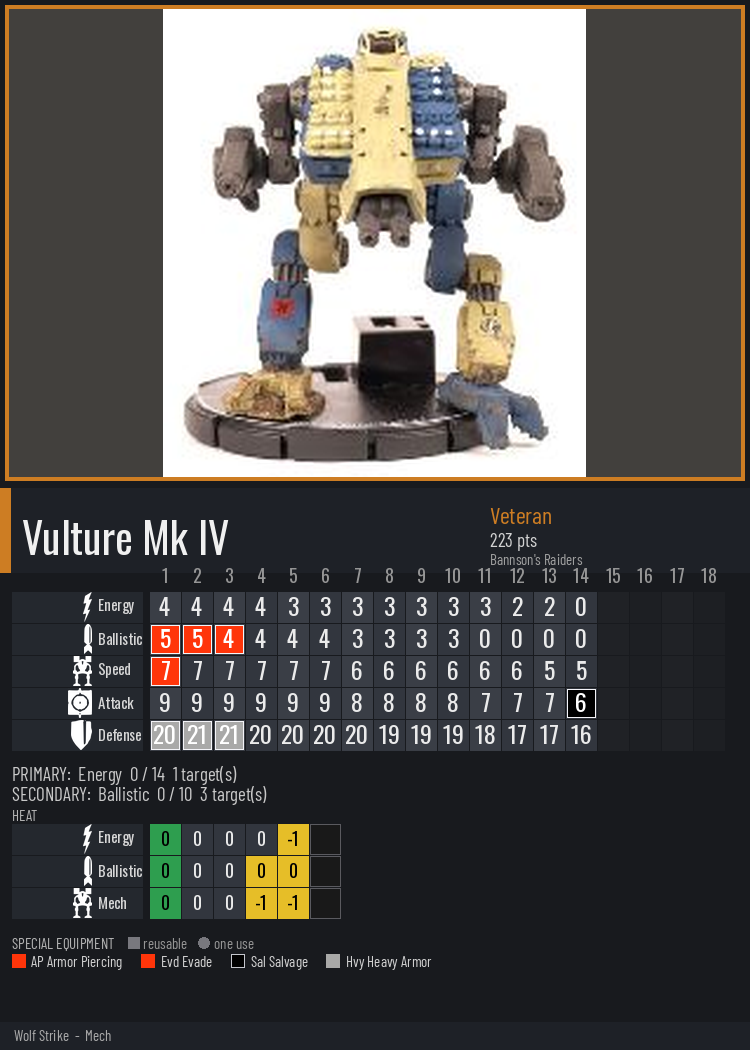 Vulture Mk IV
Veteran
223 pts
Bannson's Raiders
1 2 3 4 5 6 7 8 9 10 11 12 13 14 15 16 17 18
Energy 4 4 4 4 3 3 3 3 3 3 3 2 2 0
Ballistic 5 5 4 4 4 4 3 3 3 3 0 0 0 0
Speed 7 7 7 7 7 7 6 6 6 6 6 6 5 5
Attack 9 9 9 9 9 9 8 8 8 8 7 7 7 6
Defense 20 21 21 20 20 20 20 19 19 19 18 17 17 16
PRIMARY: Energy 0 / 14 1 target(s)
SECONDARY: Ballistic 0 / 10 3 target(s)
HEAT
Energy 0 0 0 0 -1
Ballistic 0 0 0 0 0
Mech 0 0 0 -1 -1
SPECIAL EQUIPMENT reusable one use
AP Armor Piercing Evd Evade Sal Salvage Hvy Heavy Armor
Wolf Strike - Mech